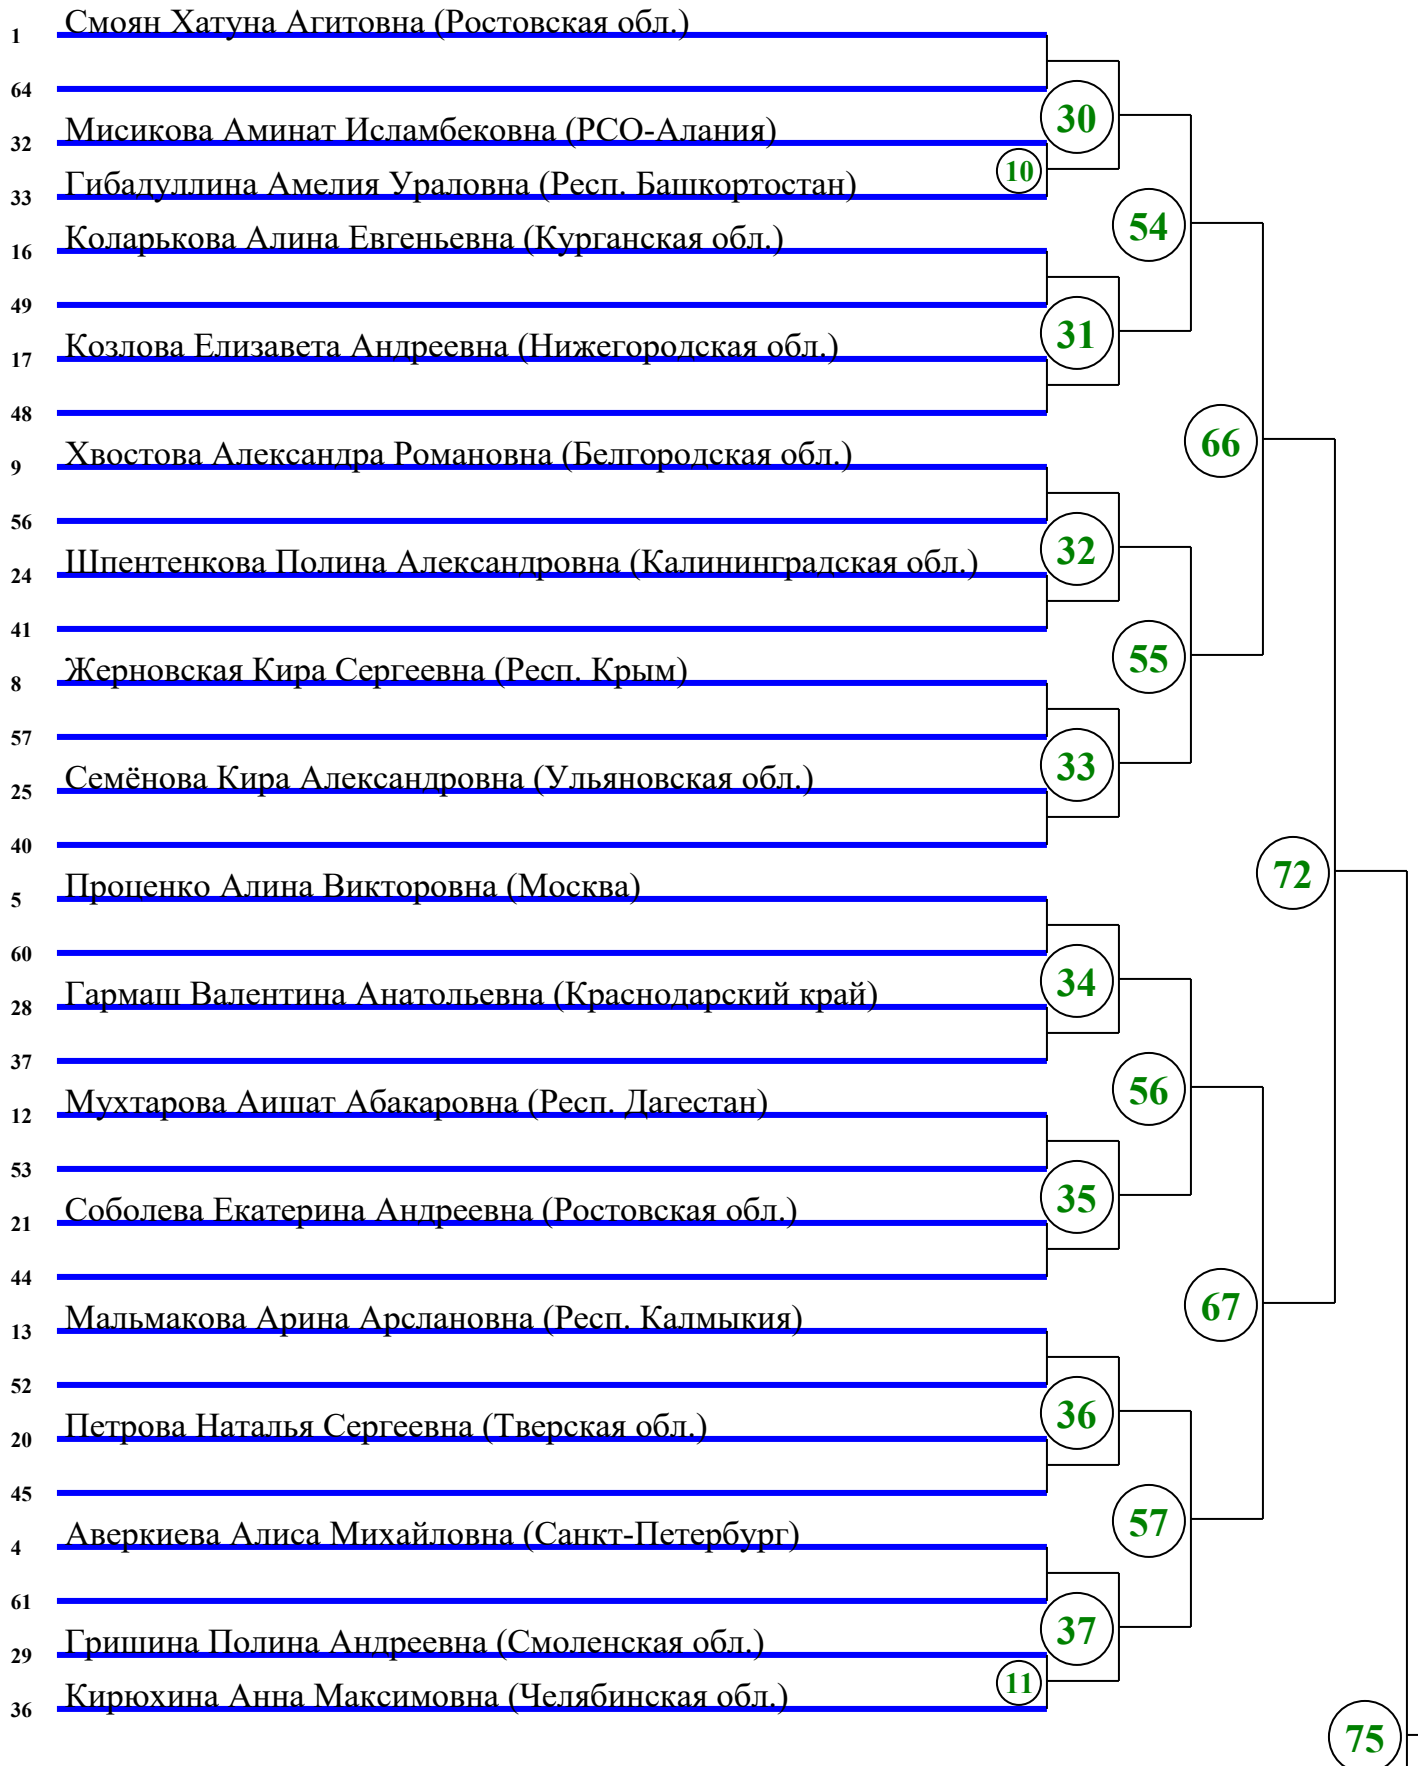 1 Смоян Хатуна Агитовна (Ростовская обл.)
64
30
32 Мисикова Аминат Исламбековна (РСО-Алания)
10
33 Гибадуллина Амелия Ураловна (Респ. Башкортостан)
54
16 Коларькова Алина Евгеньевна (Курганская обл.)
49
31
17 Козлова Елизавета Андреевна (Нижегородская обл.)
48
66
9 Хвостова Александра Романовна (Белгородская обл.)
56
32
24 Шпентенкова Полина Александровна (Калининградская обл.)
41
55
8 Жерновская Кира Сергеевна (Респ. Крым)
57
33
25 Семёнова Кира Александровна (Ульяновская обл.)
40
72
5 Проценко Алина Викторовна (Москва)
60
34
28 Гармаш Валентина Анатольевна (Краснодарский край)
37
56
12 Мухтарова Аишат Абакаровна (Респ. Дагестан)
53
35
21 Соболева Екатерина Андреевна (Ростовская обл.)
44
67
13 Мальмакова Арина Арслановна (Респ. Калмыкия)
52
36
20 Петрова Наталья Сергеевна (Тверская обл.)
45
57
4 Аверкиева Алиса Михайловна (Санкт-Петербург)
61
37
29 Гришина Полина Андреевна (Смоленская обл.)
11
36 Кирюхина Анна Максимовна (Челябинская обл.)
75